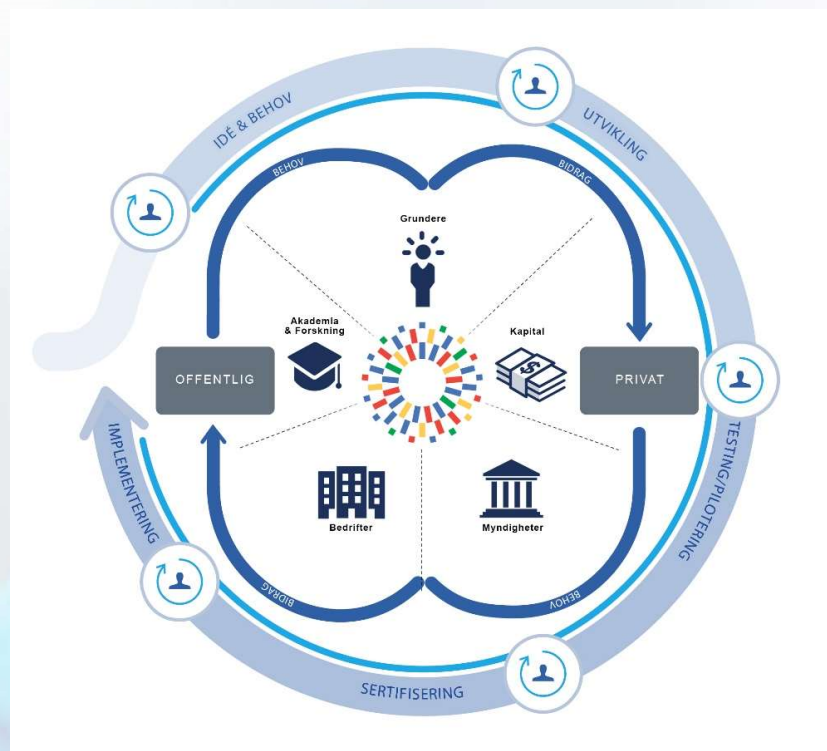 IDÉ & BEHOV
UTVIKLING
BEHOV
BIDRAG
Grundere
Akademia
& Forskning
Kapital
OFFENTLIG
PRIVAT
IMPLEMENTERING
TESTING/PILOTERING
Bedrifter
Myndigheter
BIDRAG
BEHOV
SERTIFISERING
$